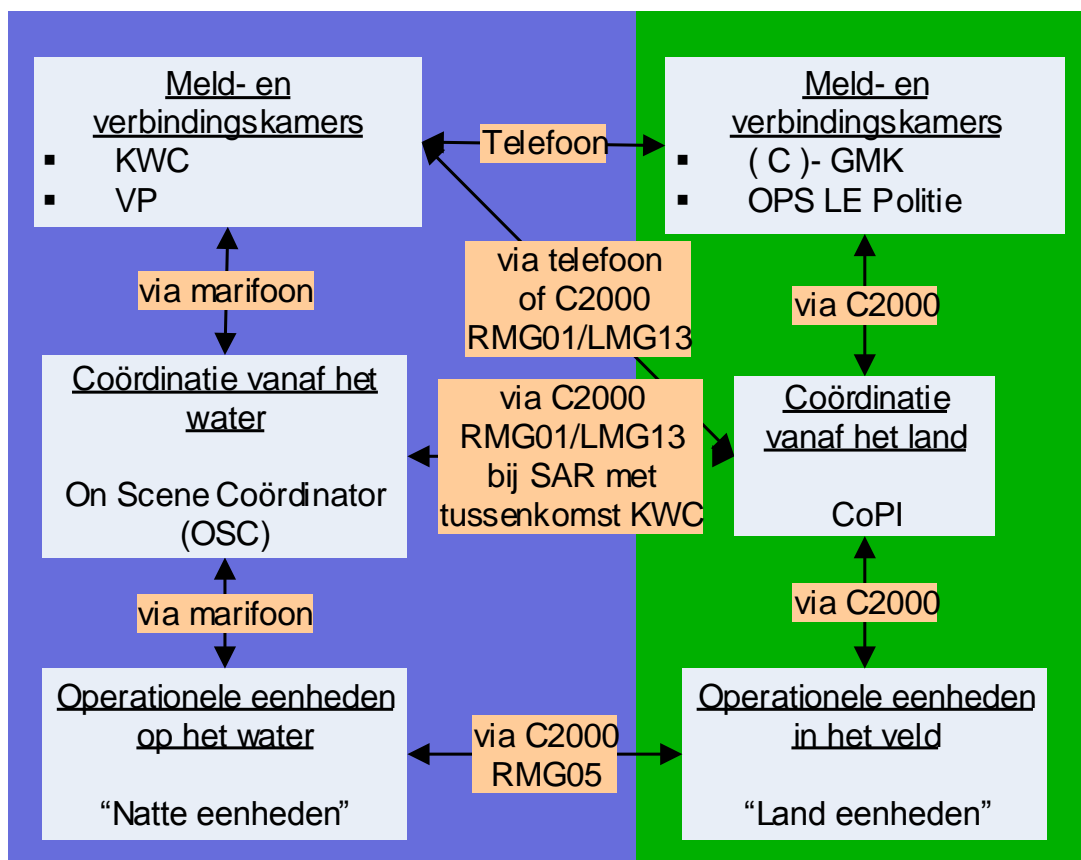 Meld- en
verbindingskamers
▪ KWC
▪ VP
Telefoon
Meld- en
verbindingskamers
▪ ( C )- GMK
▪ OPS LE Politie
via marifoon
via telefoon
of C2000
RMG01/LMG13
via C2000
Coördinatie vanaf het
water
On Scene Coördinator
(OSC)
via C2000
RMG01/LMG13
bij SAR met
tussenkomst KWC
Coördinatie
vanaf het land
CoPI
via marifoon
via C2000
Operationele eenheden
op het water
“Natte eenheden”
via C2000
RMG05
Operationele eenheden
in het veld
“Land eenheden”